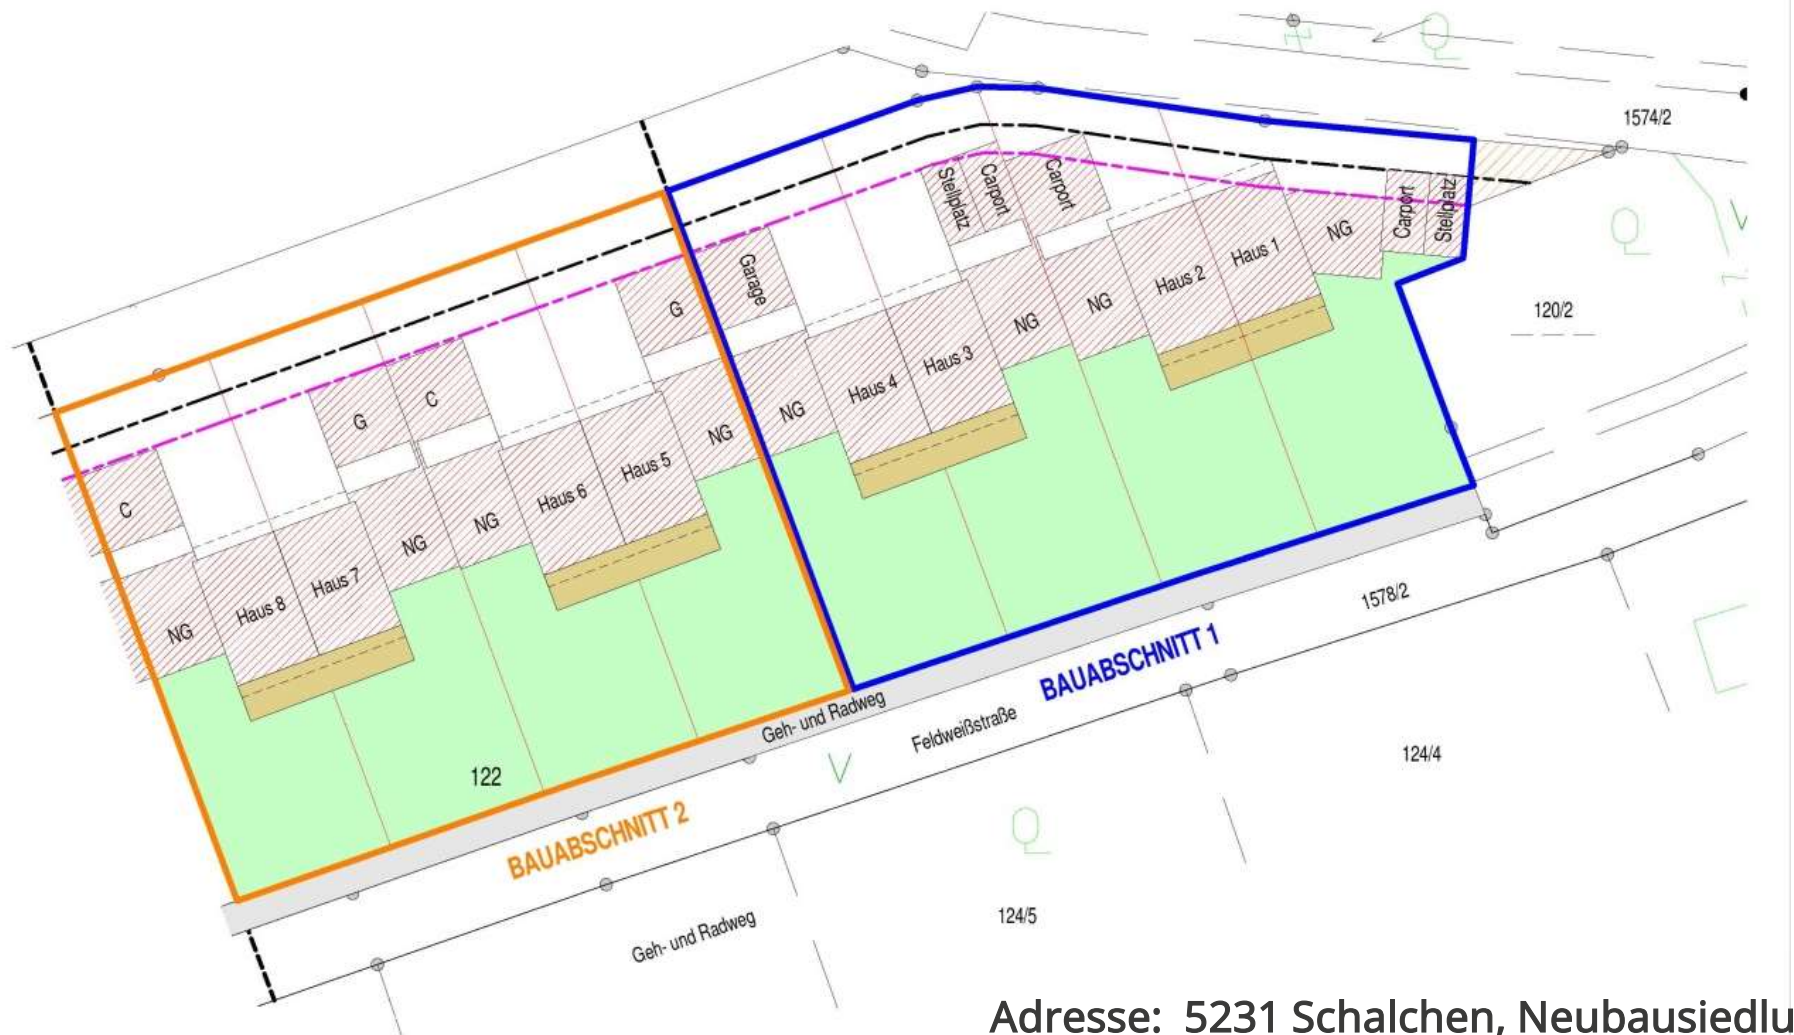 1574/2
Stellplatz
Carport
Carport
Carport
Stellplatz
NG
Haus 1
Haus 2
NG
NG
Haus 3
Haus 4
NG
Garage
G
120/2
NG
Haus 5
Haus 6
NG
NG
C
G
Haus 7
Haus 8
NG
C
122
1578/2
BAUABSCHNITT 1
Geh- und Radweg
Feldweißstraße
124/4
BAUABSCHNITT 2
124/5
Geh- und Radweg
Adresse: 5231 Schalchen, Neubausiedlu